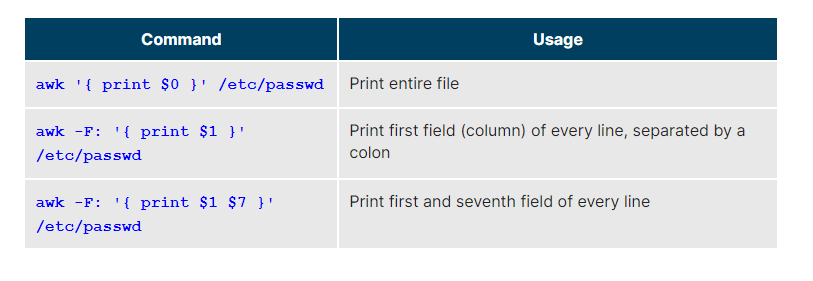 Command Usage
awk '{ print $0 }' /etc/passwd Print entire file
awk -F: '{ print $1 }'
/etc/passwd
Print first field (column) of every line, separated by a
colon
awk -F: '{ print $1 $7 }'
/etc/passwd
Print first and seventh field of every line